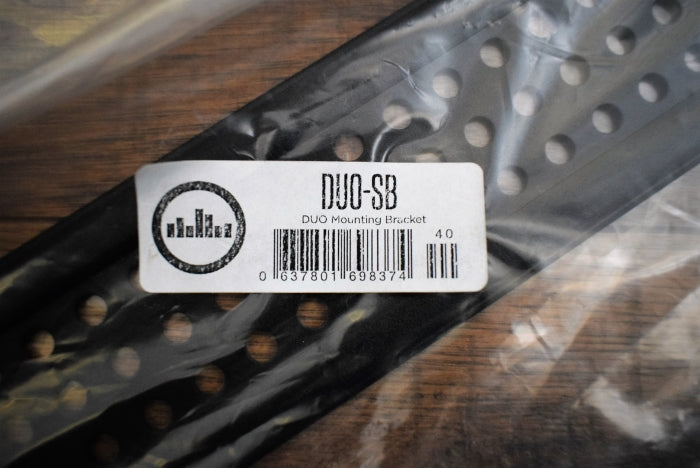 DUO-SB
DUO Mounting Bracket
40
0 637801 698374